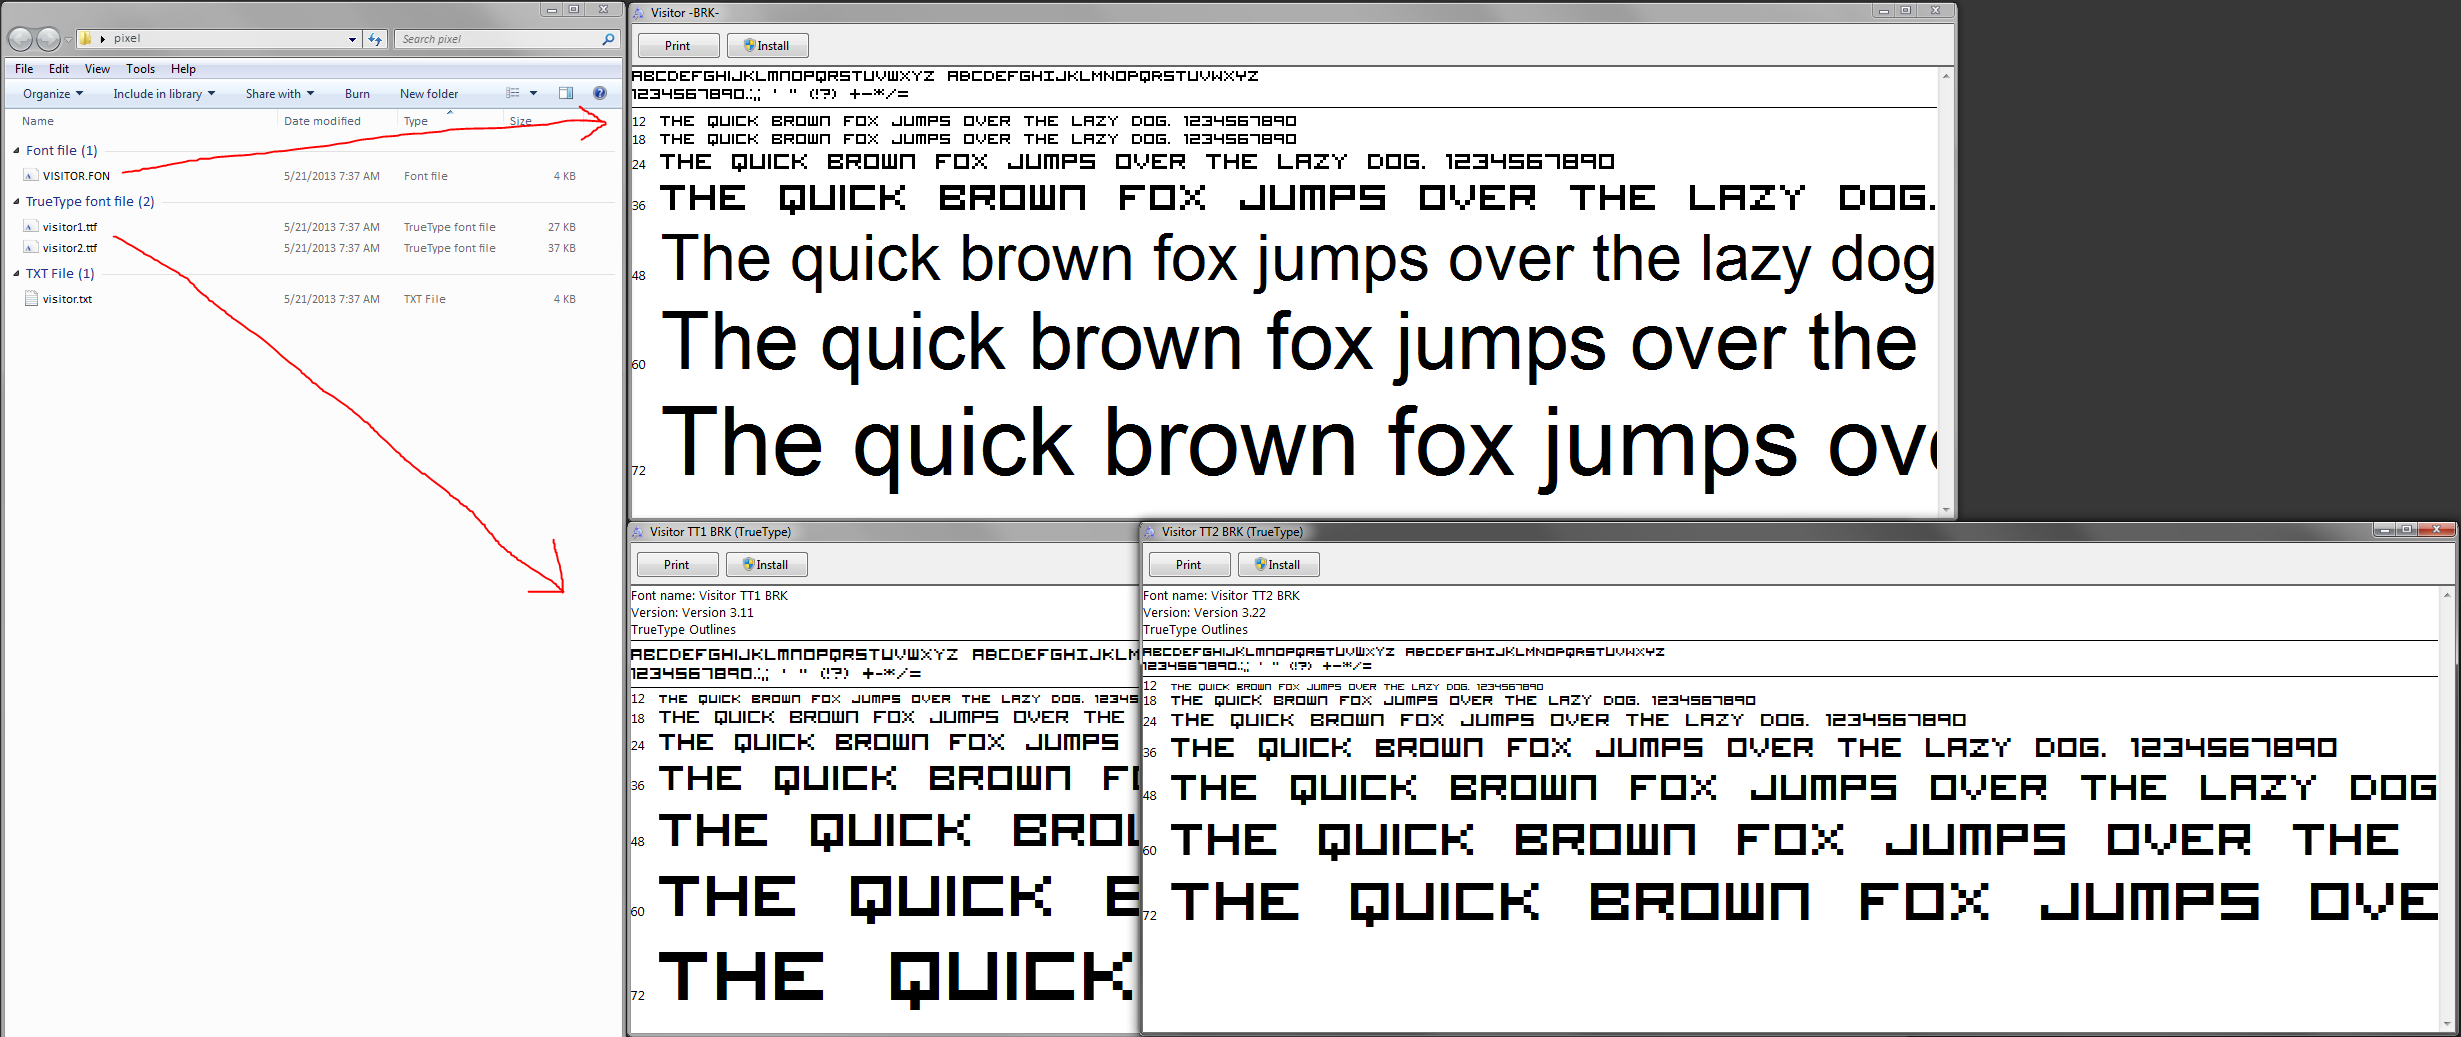 pixel
Search pixel
File Edit View Tools Help
Organize Include in library Share with Burn New folder
Name Date modified Type Size
Font file (1)
VISITOR.FON 5/21/2013 7:37 AM Font file 4 KB
TrueType font file (2)
visitor1.ttf 5/21/2013 7:37 AM TrueType font file 27 KB
visitor2.ttf 5/21/2013 7:37 AM TrueType font file 37 KB
TXT File (1)
visitor.txt 5/21/2013 7:37 AM TXT File 4 KB
Visitor -BRK-
Print Install
ABCDEFGHIJKLMNOPQRSTUVWXYZ ABCDEFGHIJKLMNOPQRSTUVWXYZ
1234567890.:,; ' " (!?) +-*/=
12 THE QUICK BROWN FOX JUMPS OVER THE LAZY DOG. 1234567890
18 THE QUICK BROWN FOX JUMPS OVER THE LAZY DOG. 1234567890
24 THE QUICK BROWN FOX JUMPS OVER THE LAZY DOG. 1234567890
36 THE QUICK BROWN FOX JUMPS OVER THE LAZY DOG.
48 The quick brown fox jumps over the lazy dog
60 The quick brown fox jumps over the
72 The quick brown fox jumps ove
Visitor TT1 BRK (TrueType)
Print Install
Font name: Visitor TT1 BRK
Version: Version 3.11
TrueType Outlines
ABCDEFGHIJKLMNOPQRSTUVWXYZ ABCDEFGHIJKLM
1234567890.:,; ' " (!?) +-*/=
12 THE QUICK BROWN FOX JUMPS OVER THE LAZY DOG. 12345
18 THE QUICK BROWN FOX JUMPS OVER THE
24 THE QUICK BROWN FOX JUMPS
36 THE QUICK BROWN FO
48 THE QUICK BRO
60 THE QUICK B
72 THE QUICK
Visitor TT2 BRK (TrueType)
Print Install
Font name: Visitor TT2 BRK
Version: Version 3.22
TrueType Outlines
ABCDEFGHIJKLMNOPQRSTUVWXYZ ABCDEFGHIJKLMNOPQRSTUVWXYZ
1234567890.:,; ' " (!?) +-*/=
12 THE QUICK BROWN FOX JUMPS OVER THE LAZY DOG. 1234567890
18 THE QUICK BROWN FOX JUMPS OVER THE LAZY DOG. 1234567890
24 THE QUICK BROWN FOX JUMPS OVER THE LAZY DOG. 1234567890
36 THE QUICK BROWN FOX JUMPS OVER THE LAZY DOG. 1234567890
48 THE QUICK BROWN FOX JUMPS OVER THE LAZY DOG
60 THE QUICK BROWN FOX JUMPS OVER THE
72 THE QUICK BROWN FOX JUMPS OVE